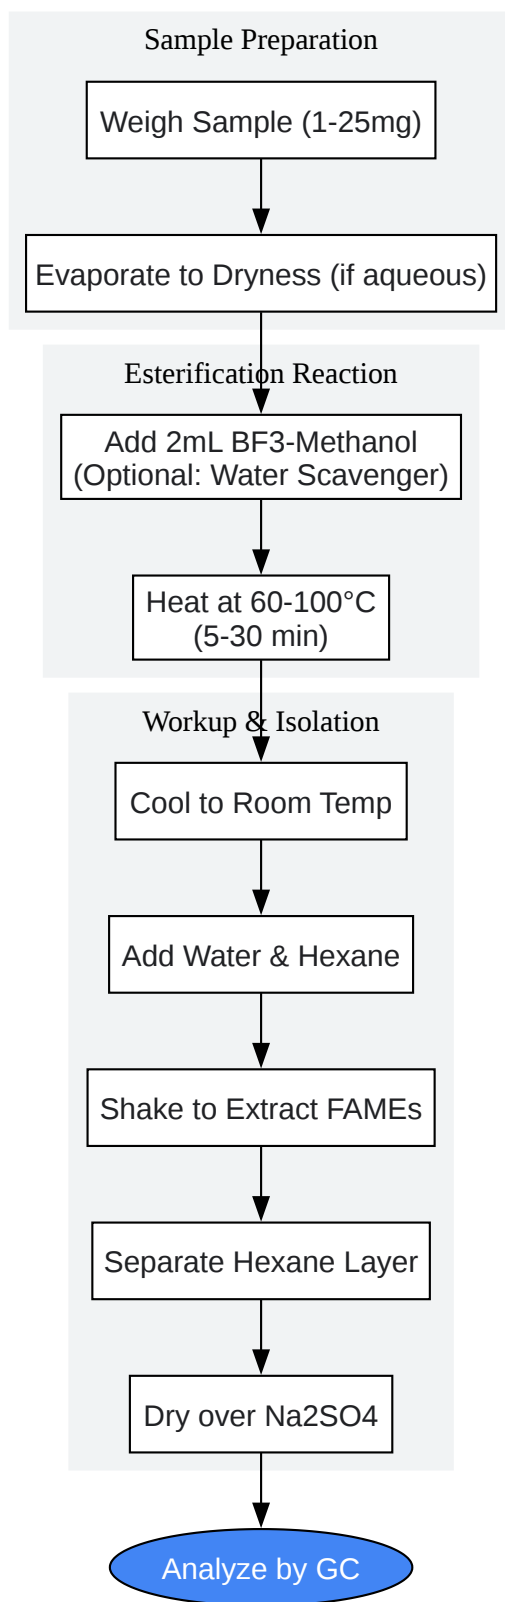 Sample Preparation
Weigh Sample (1-25mg)
Evaporate to Dryness (if aqueous)
Esterification Reaction
Add 2mL BF3-Methanol
(Optional: Water Scavenger)
Heat at 60-100°C
(5-30 min)
Workup & Isolation
Cool to Room Temp
Add Water & Hexane
Shake to Extract FAMEs
Separate Hexane Layer
Dry over Na2SO4
Analyze by GC